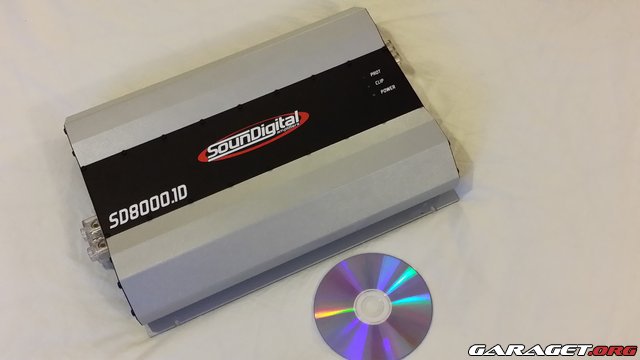 PROT
CLIP
POWER
SounDigital
SD8000.1D
GARAGET.ORG